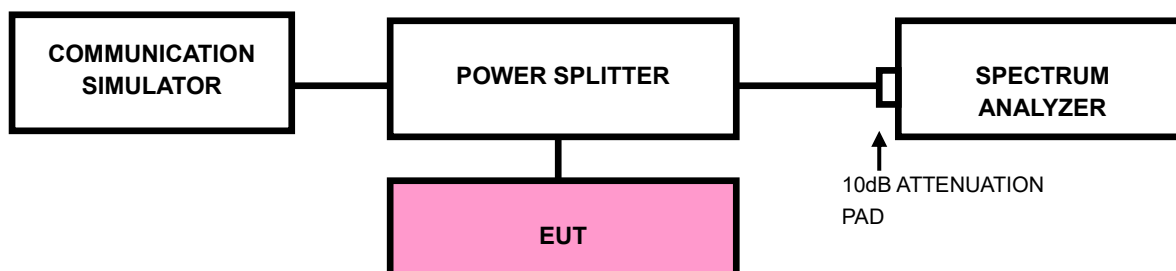 COMMUNICATION
SIMULATOR
POWER SPLITTER
SPECTRUM
ANALYZER
10dB ATTENUATION
PAD
EUT